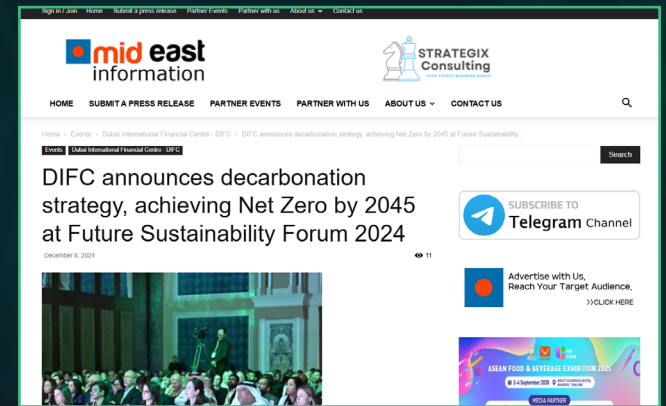 Sign in / Join Home Submit a press release Partner Events Partner with us About us Contact us
mid east
information
STRATEGIX
Consulting
YOUR TRUSTY BUSINESS GURUS
HOME SUBMIT A PRESS RELEASE PARTNER EVENTS PARTNER WITH US ABOUT US CONTACT US
Home › Events › Dubai International Financial Centre - DIFC › DIFC announces decarbonation strategy, achieving Net Zero by 2045 at Future Sustainability...
Events Dubai International Financial Centre - DIFC
Search
DIFC announces decarbonation
strategy, achieving Net Zero by 2045
at Future Sustainability Forum 2024
December 6, 2024 11
SUBSCRIBE TO
Telegram Channel
Advertise with Us,
Reach Your Target Audience,
>>CLICK HERE
ASEAN FOOD & BEVERAGE EXHIBITION 2025
MEDIA PARTNER